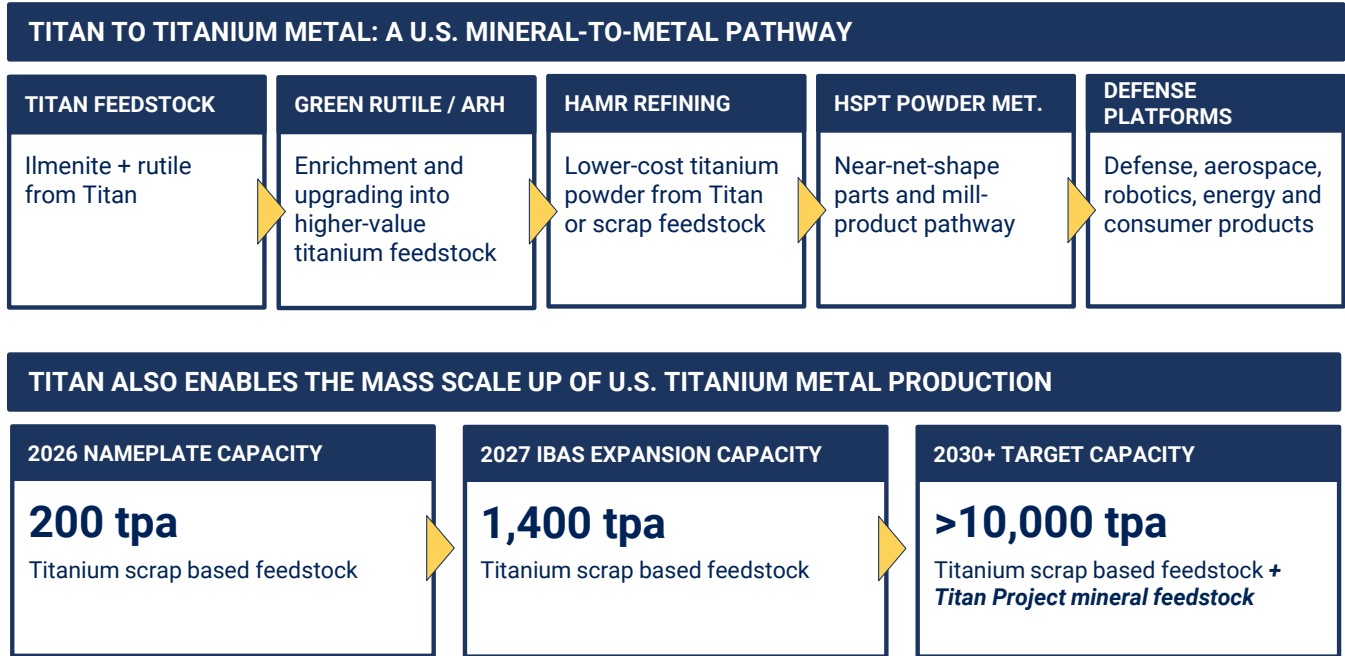 TITAN TO TITANIUM METAL: A U.S. MINERAL-TO-METAL PATHWAY
TITAN FEEDSTOCK
Ilmenite + rutile
from Titan
GREEN RUTILE / ARH
Enrichment and
upgrading into
higher-value
titanium feedstock
HAMR REFINING
Lower-cost titanium
powder from Titan
or scrap feedstock
HSPT POWDER MET.
Near-net-shape
parts and mill-
product pathway
DEFENSE
PLATFORMS
Defense, aerospace,
robotics, energy and
consumer products
TITAN ALSO ENABLES THE MASS SCALE UP OF U.S. TITANIUM METAL PRODUCTION
2026 NAMEPLATE CAPACITY
200 tpa
Titanium scrap based feedstock
2027 IBAS EXPANSION CAPACITY
1,400 tpa
Titanium scrap based feedstock
2030+ TARGET CAPACITY
>10,000 tpa
Titanium scrap based feedstock +
Titan Project mineral feedstock